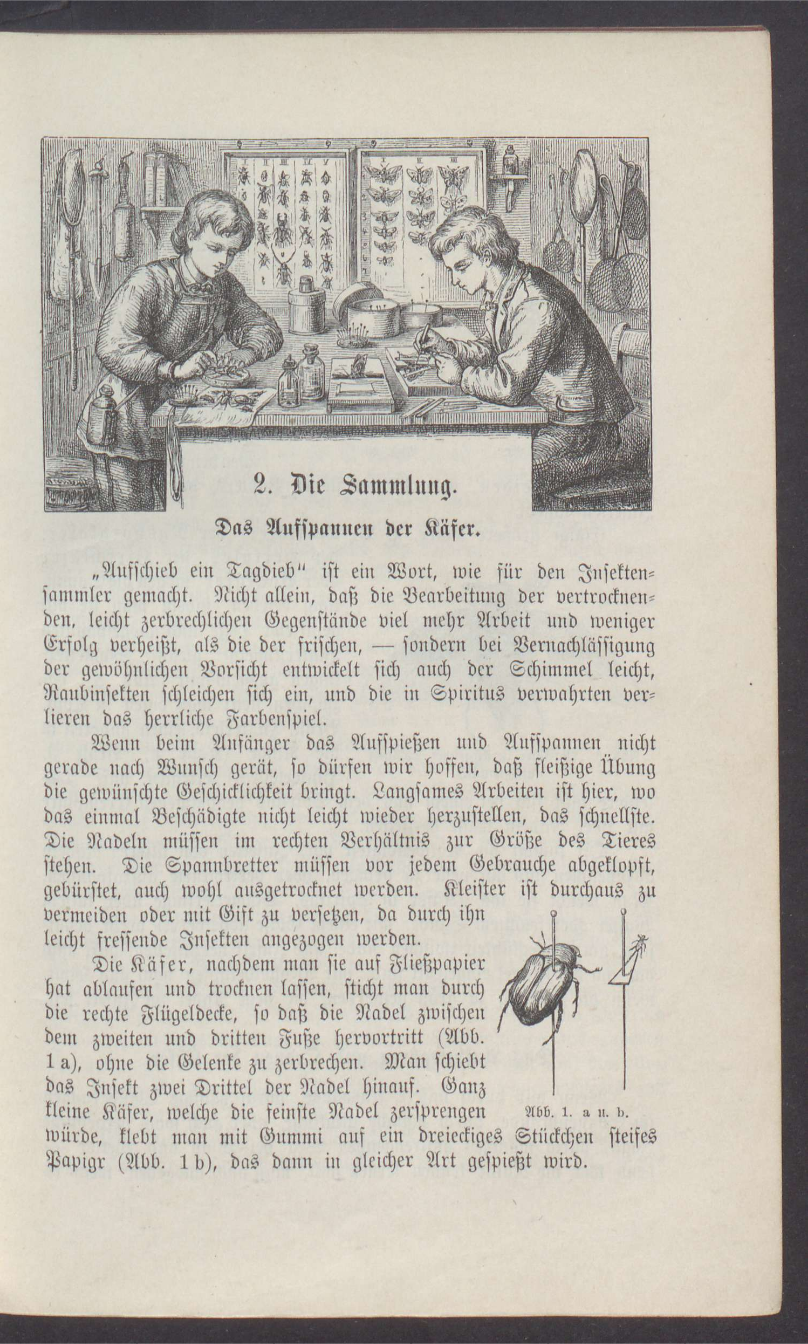 2. Die Sammlung.
Das Aufspannen der Käfer.
„Aufschieb ein Tagdieb“ ist ein Wort, wie für den Insekten-
sammler gemacht. Nicht allein, daß die Bearbeitung der vertrocknen-
den, leicht zerbrechlichen Gegenstände viel mehr Arbeit und weniger
Erfolg verheißt, als die der frischen, — sondern bei Vernachlässigung
der gewöhnlichen Vorsicht entwickelt sich auch der Schimmel leicht,
Raubinsekten schleichen sich ein, und die in Spiritus verwahrten ver-
lieren das herrliche Farbenspiel.
Wenn beim Anfänger das Aufspießen und Aufspannen nicht
gerade nach Wunsch gerät, so dürfen wir hoffen, daß fleißige Übung
die gewünschte Geschicklichkeit bringt. Langsames Arbeiten ist hier, wo
das einmal Beschädigte nicht leicht wieder herzustellen, das schnellste.
Die Nadeln müssen im rechten Verhältnis zur Größe des Tieres
stehen. Die Spannbretter müssen vor jedem Gebrauche abgeklopft,
gebürstet, auch wohl ausgetrocknet werden. Kleister ist durchaus zu
vermeiden oder mit Gift zu versetzen, da durch ihn
leicht fressende Insekten angezogen werden.
Die Käfer, nachdem man sie auf Fließpapier
hat ablaufen und trocknen lassen, sticht man durch
die rechte Flügeldecke, so daß die Nadel zwischen
dem zweiten und dritten Fuße hervortritt (Abb.
1 a), ohne die Gelenke zu zerbrechen. Man schiebt
das Insekt zwei Drittel der Nadel hinauf. Ganz
kleine Käfer, welche die feinste Nadel zersprengen
würde, klebt man mit Gummi auf ein dreieckiges Stückchen steifes
Papigr (Abb. 1 b), das dann in gleicher Art gespießt wird.
Abb. 1. a u. b.